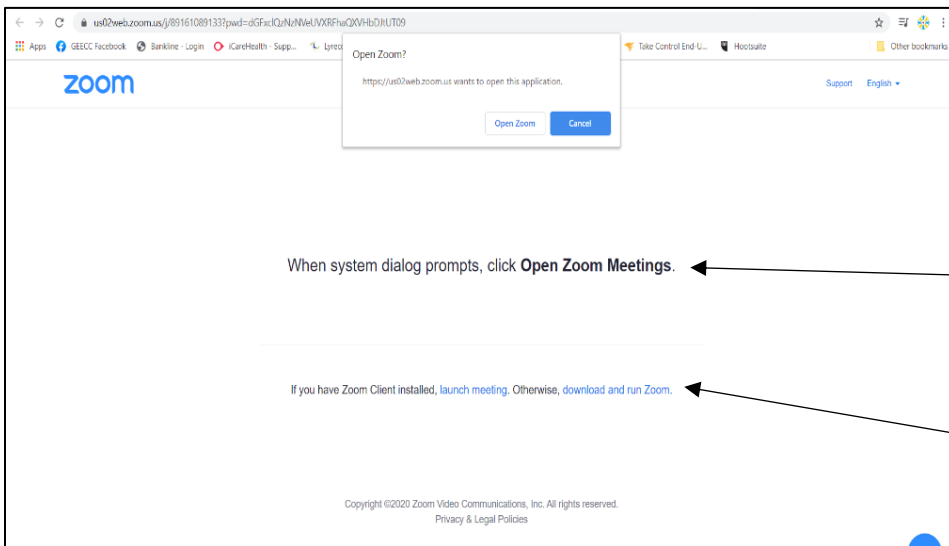 us02web.zoom.us/j/89161089133?pwd=dGFxclQzNzNVeUVXRFhaQXVHbDJtUT09
Apps GEECC Facebook Bankline - Login iCareHealth - Supp... Lyreco Take Control End-U... Hootsuite Other bookmarks
Open Zoom?
https://us02web.zoom.us wants to open this application.
Open Zoom Cancel
zoom Support English
When system dialog prompts, click Open Zoom Meetings.
If you have Zoom Client installed, launch meeting. Otherwise, download and run Zoom.
Copyright ©2020 Zoom Video Communications, Inc. All rights reserved.
Privacy & Legal Policies